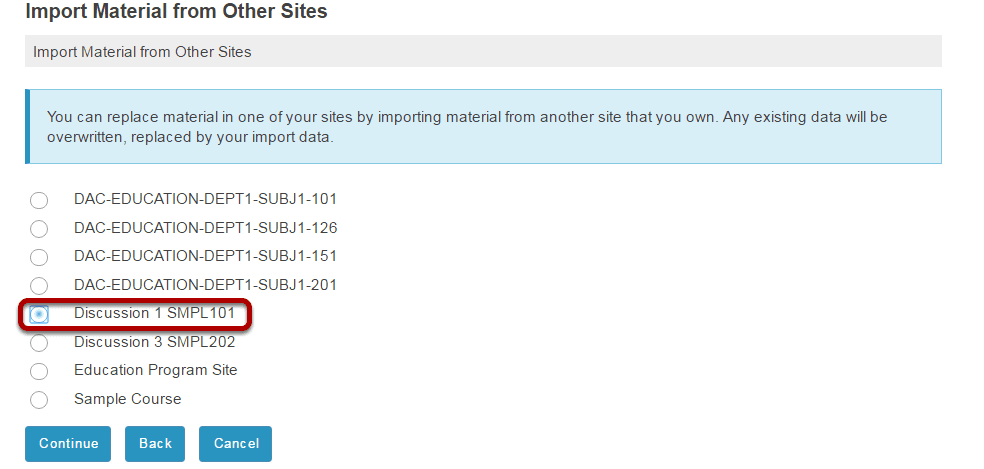 Import Material from Other Sites
Import Material from Other Sites
You can replace material in one of your sites by importing material from another site that you own. Any existing data will be
overwritten, replaced by your import data.
DAC-EDUCATION-DEPT1-SUBJ1-101
DAC-EDUCATION-DEPT1-SUBJ1-126
DAC-EDUCATION-DEPT1-SUBJ1-151
DAC-EDUCATION-DEPT1-SUBJ1-201
Discussion 1 SMPL101
Discussion 3 SMPL202
Education Program Site
Sample Course
Continue Back Cancel